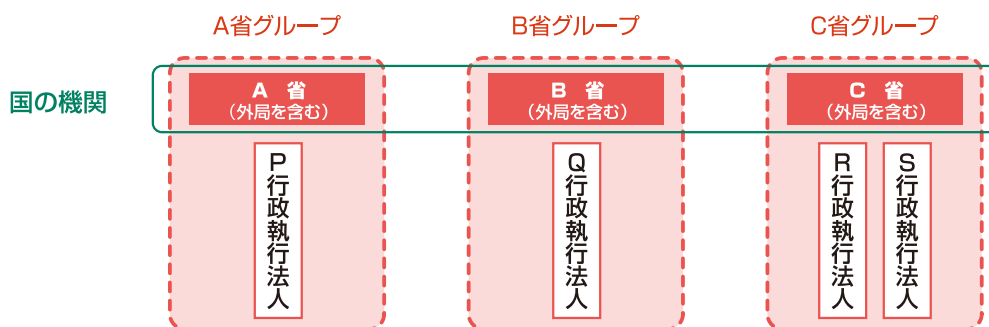 A省グループ
B省グループ
C省グループ
国の機関
A 省
(外局を含む)
B 省
(外局を含む)
C 省
(外局を含む)
P行政執行法人
Q行政執行法人
R行政執行法人
S行政執行法人